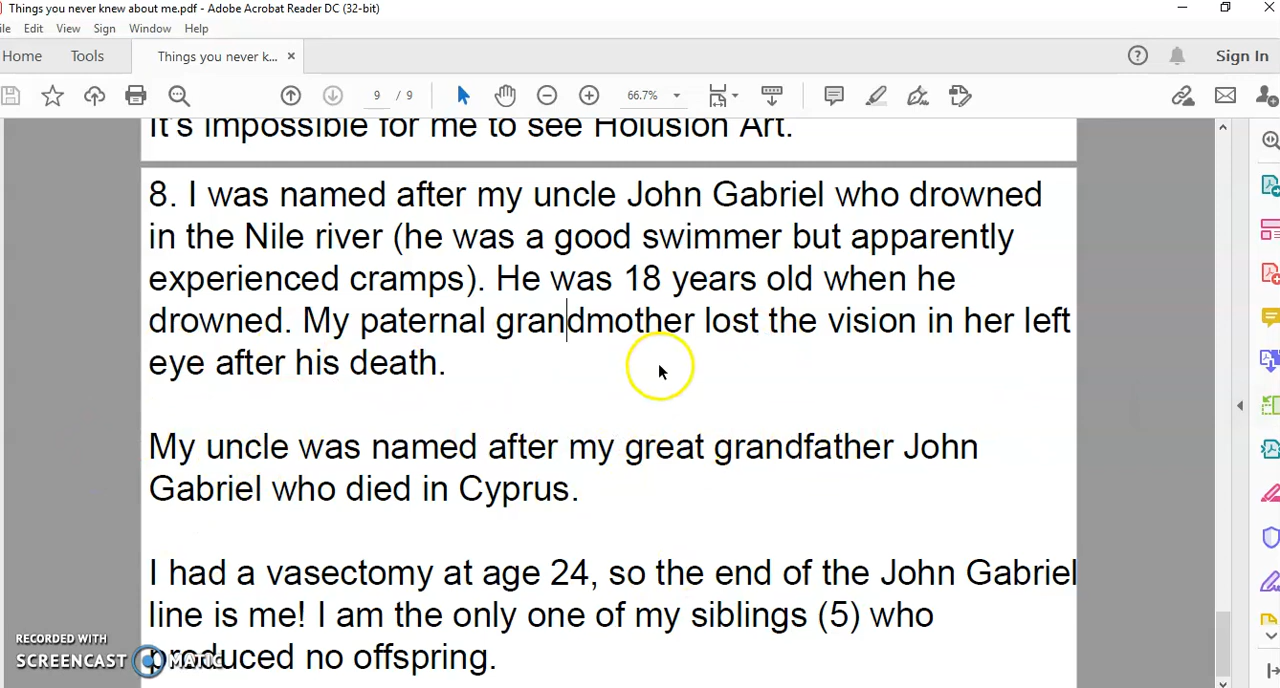 Things you never knew about me.pdf - Adobe Acrobat Reader DC (32-bit)
ile Edit View Sign Window Help
Home Tools Things you never k... × Sign In
9 / 9 66.7%
It's impossible for me to see Holusion Art.
8. I was named after my uncle John Gabriel who drowned
in the Nile river (he was a good swimmer but apparently
experienced cramps). He was 18 years old when he
drowned. My paternal grandmother lost the vision in her left
eye after his death.
My uncle was named after my great grandfather John
Gabriel who died in Cyprus.
I had a vasectomy at age 24, so the end of the John Gabriel
line is me! I am the only one of my siblings (5) who
produced no offspring.
RECORDED WITH
SCREENCAST MATIC